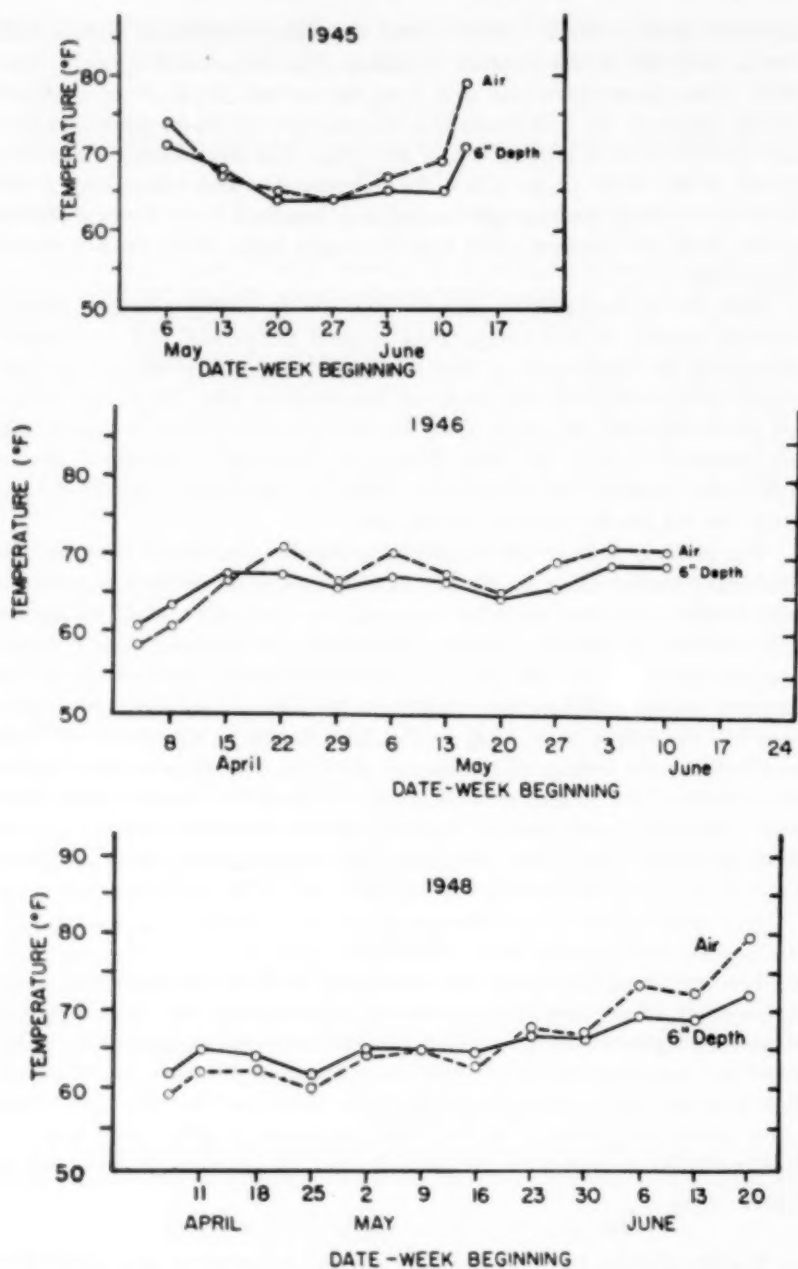 1945
TEMPERATURE (°F)
80
70
60
50
Air
6" Depth
6 13 20 27 3 10 17
May June
DATE-WEEK BEGINNING
1946
TEMPERATURE (°F)
80
70
60
50
Air
6" Depth
8 15 22 29 6 13 20 27 3 10 17 24
April May June
DATE-WEEK BEGINNING
1948
TEMPERATURE (°F)
90
80
70
60
50
Air
6" Depth
11 18 25 2 9 16 23 30 6 13 20
APRIL MAY JUNE
DATE-WEEK BEGINNING